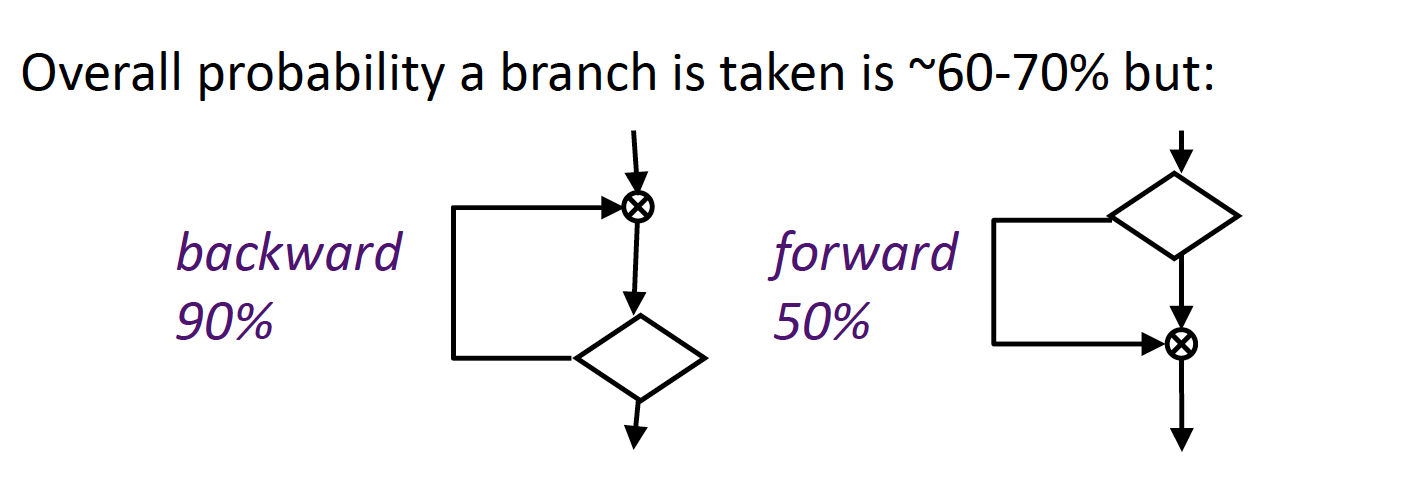 Overall probability a branch is taken is ~60-70% but:
backward
90%
forward
50%